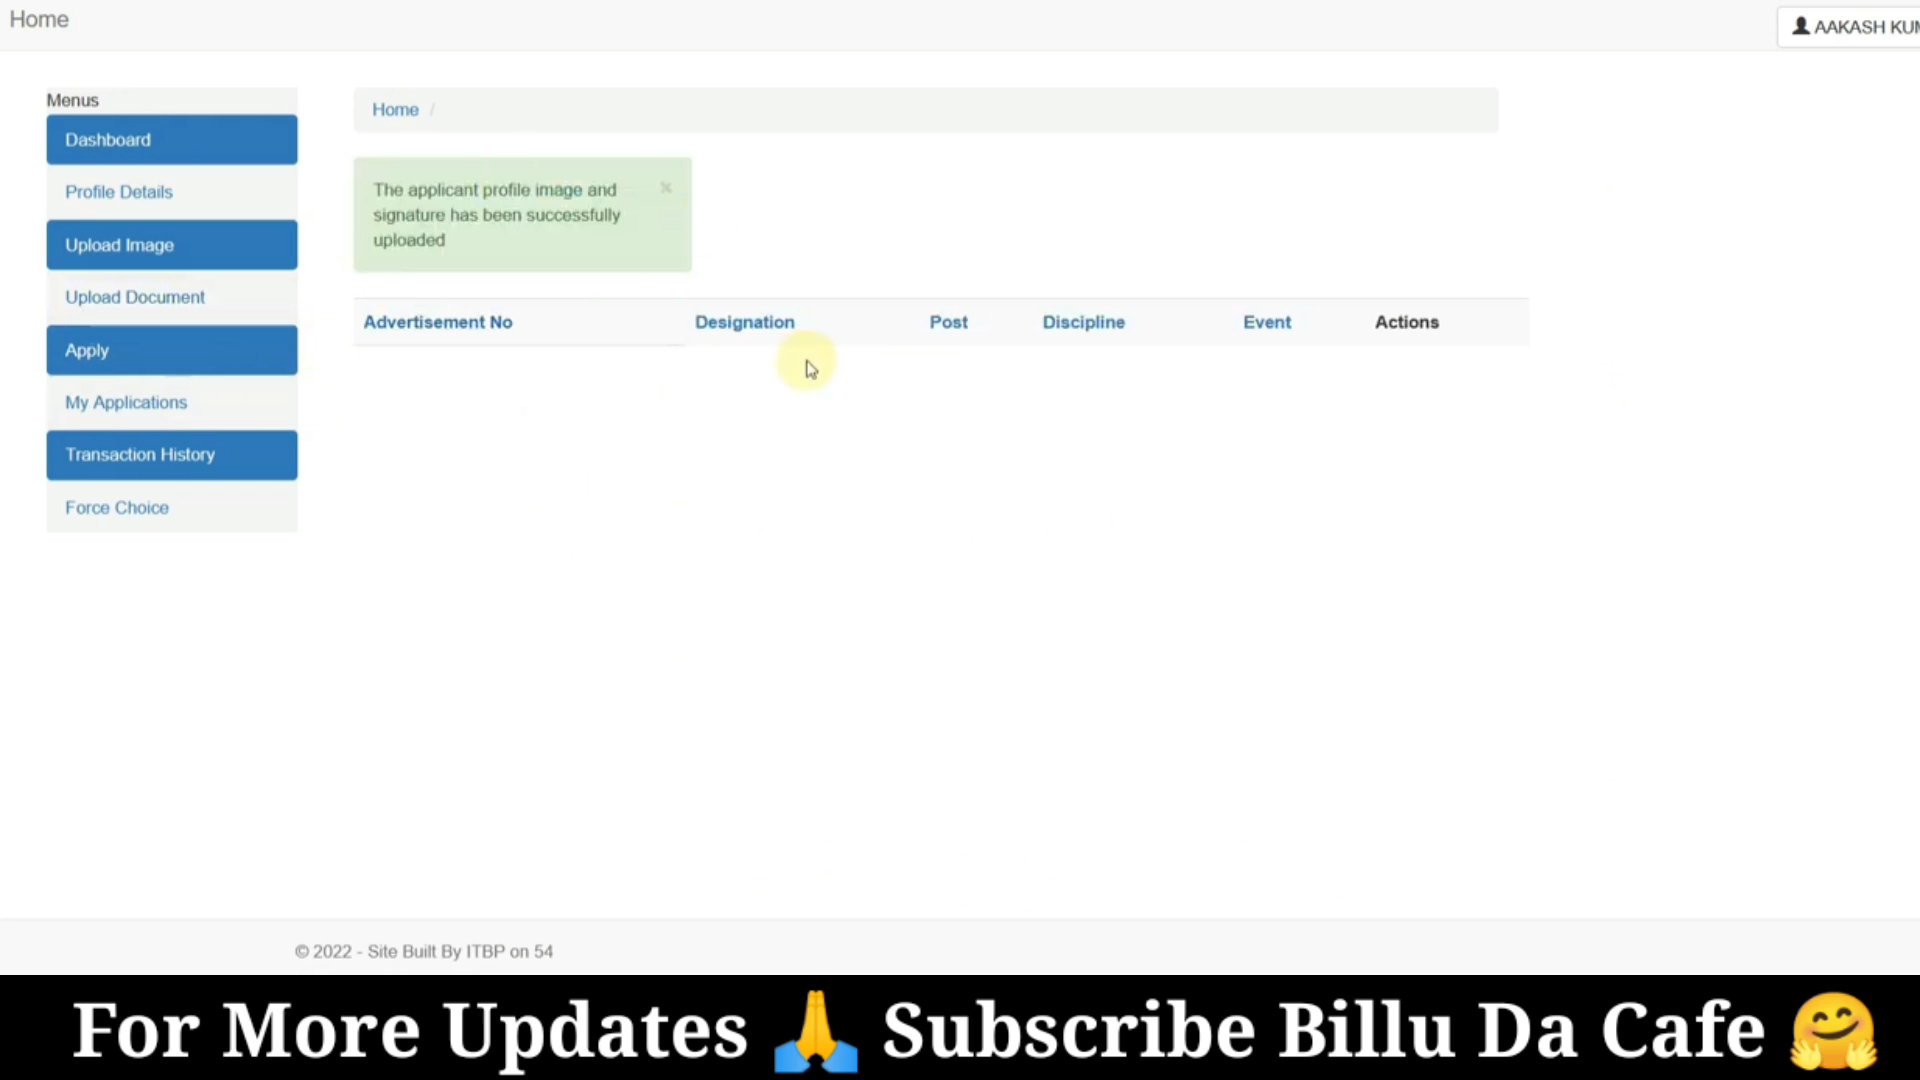 Home
AAKASH KUM
Menus
Dashboard
Profile Details
Upload Image
Upload Document
Apply
My Applications
Transaction History
Force Choice
Home /
The applicant profile image and
signature has been successfully
uploaded
×
Advertisement No Designation Post Discipline Event Actions
© 2022 - Site Built By ITBP on 54
For More Updates 🙏 Subscribe Billu Da Cafe 🤗